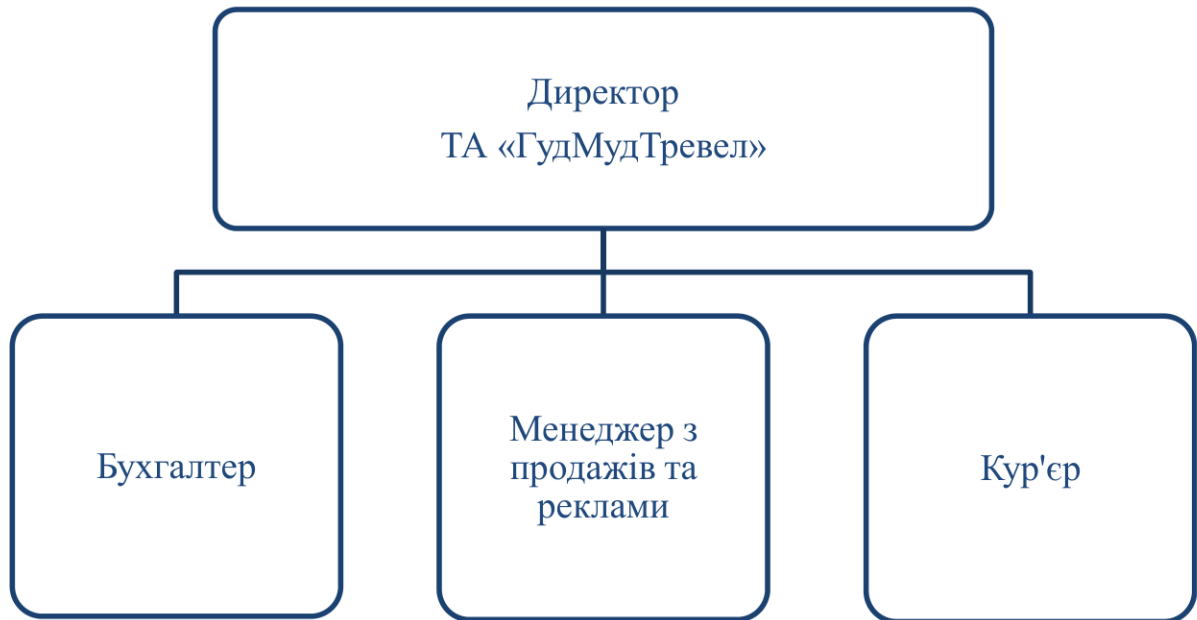 Директор
ТА «ГудМудТревел»
Бухгалтер
Менеджер з
продажів та
реклами
Кур'єр